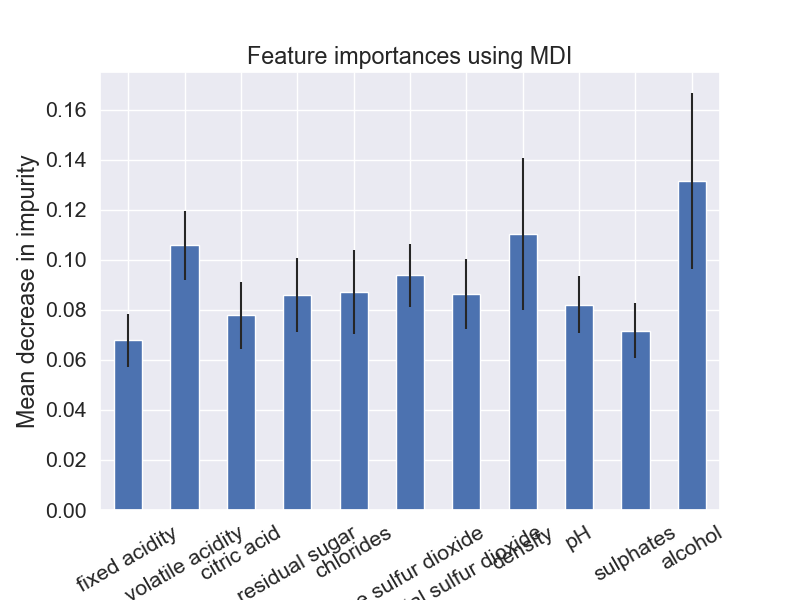 Feature importances using MDI
Mean decrease in impurity
0.16
0.14
0.12
0.10
0.08
0.06
0.04
0.02
0.00
fixed acidity
volatile acidity
citric acid
residual sugar
chlorides
sulfur dioxide
sulfur dioxide
density
pH
sulphates
alcohol